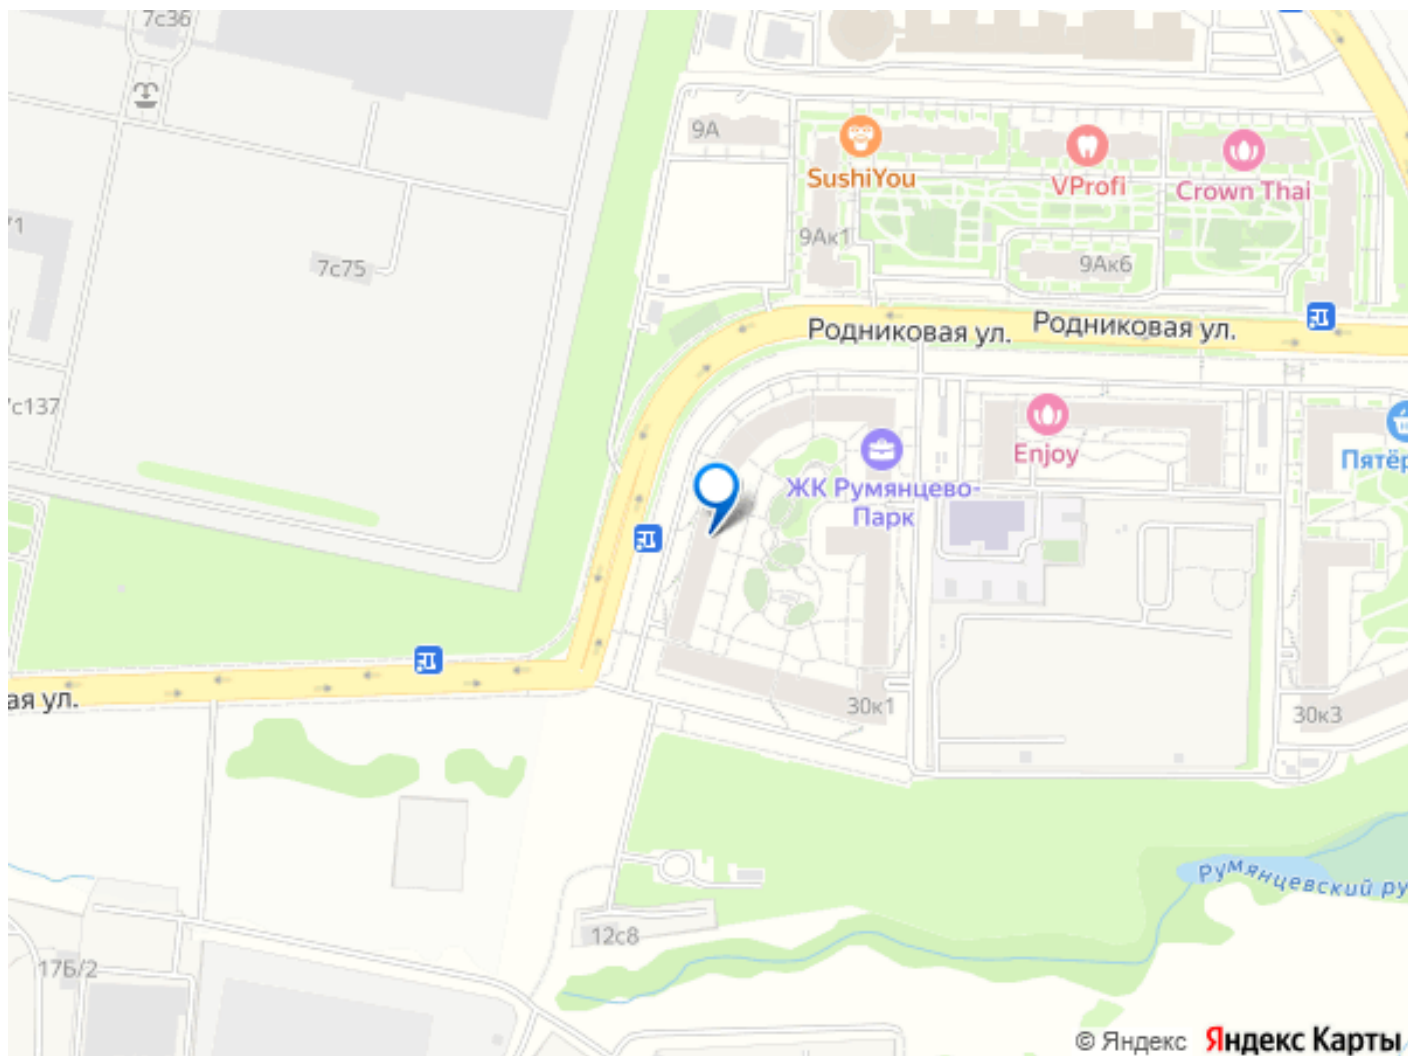 7с36
9А
SushiYou
VProfi
Crown Thai
9Ак1
9Ак6
7с75
Родниковая ул.
Родниковая ул.
с137
Enjoy
ЖК Румянцево-
Парк
Пятёр
ая ул.
30к1
30к3
Румянцевский ру
12с8
17Б/2
© Яндекс Яндекс Карты